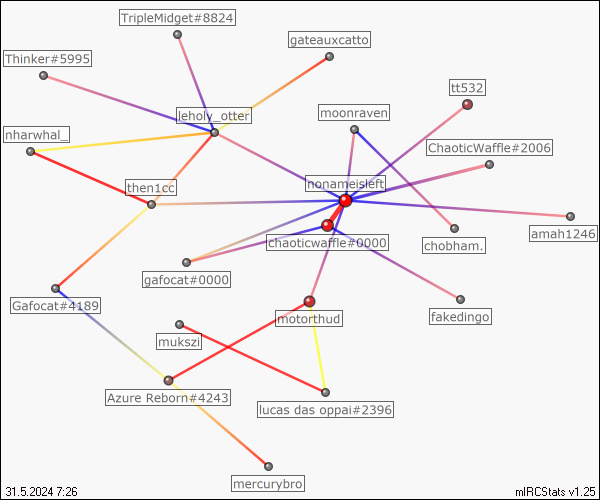 TripleMidget#8824
gateauxcatto
Thinker#5995
tt532
leholy_otter
moonraven
nharwhal_
ChaoticWaffle#2006
nonameisleft
then1cc
amah1246
chaoticwaffle#0000
chobham.
gafocat#0000
Gafocat#4189
fakedingo
motorthud
mukszi
Azure Reborn#4243
lucas das oppai#2396
mercurybro
31.5.2024 7:26
mIRCStats v1.25